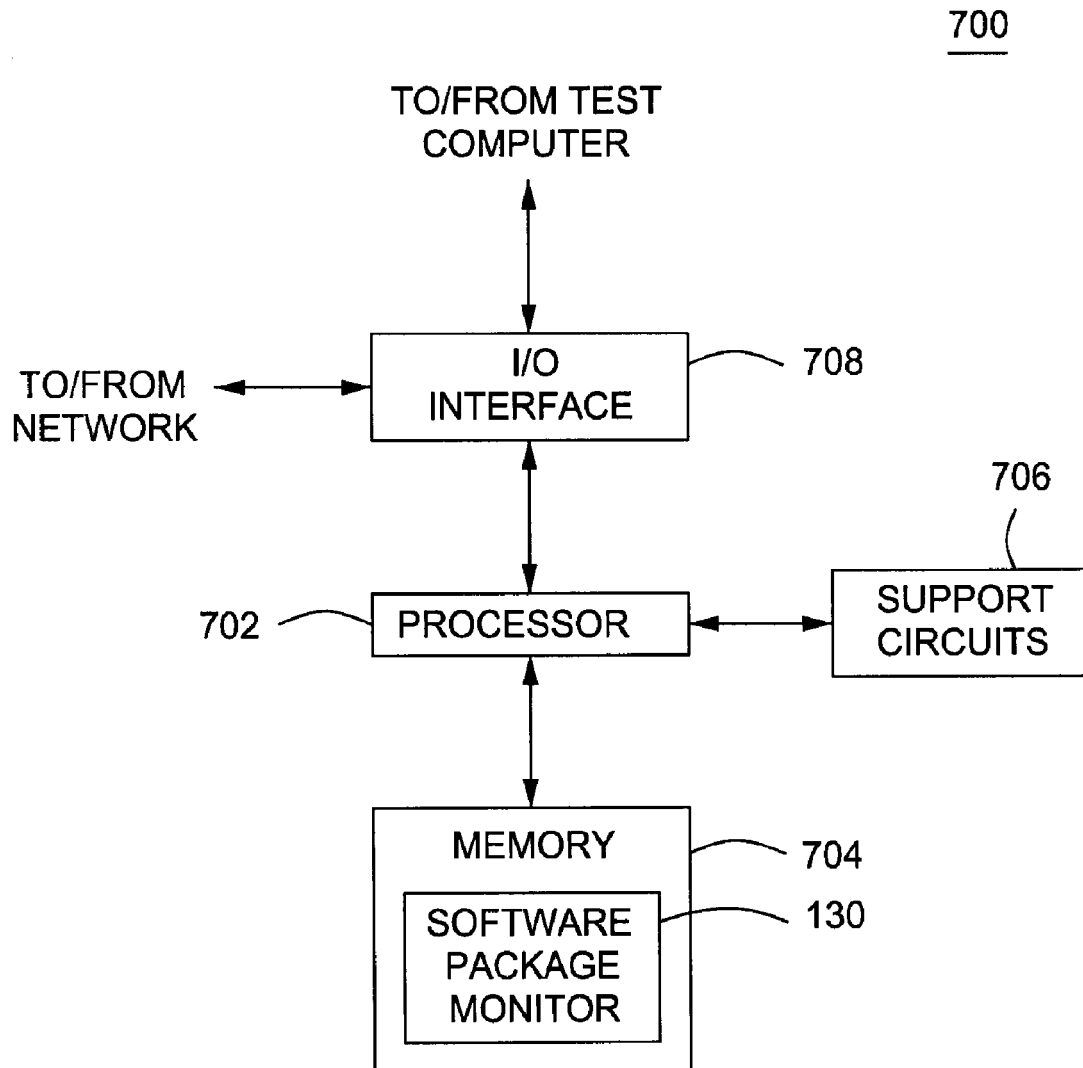 700
TO/FROM TEST
COMPUTER
I/O
INTERFACE
708
TO/FROM
NETWORK
706
SUPPORT
CIRCUITS
702
PROCESSOR
MEMORY
704
SOFTWARE
PACKAGE
MONITOR
130